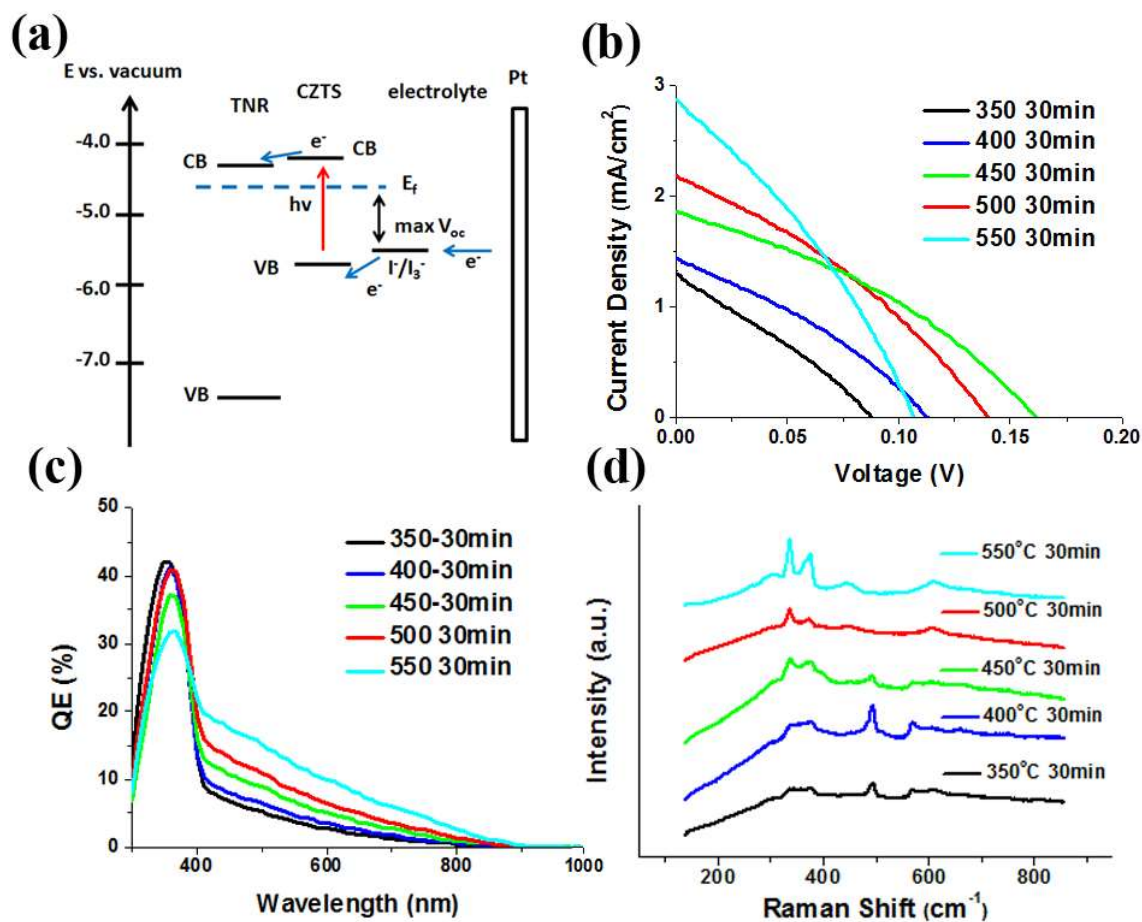 (a)
E vs. vacuum
TNR
CZTS
electrolyte
Pt
-4.0
-5.0
-6.0
-7.0
CB
e⁻
CB
E_f
hv
max V_oc
VB
I⁻/I₃⁻
e⁻
e⁻
VB
(b)
Current Density (mA/cm²)
3
2
1
0
0.00
0.05
0.10
0.15
0.20
Voltage (V)
350 30min
400 30min
450 30min
500 30min
550 30min
(c)
QE (%)
50
40
30
20
10
0
400
600
800
1000
Wavelength (nm)
350-30min
400-30min
450-30min
500 30min
550 30min
(d)
Intensity (a.u.)
550°C 30min
500°C 30min
450°C 30min
400°C 30min
350°C 30min
200
400
600
800
Raman Shift (cm⁻¹)